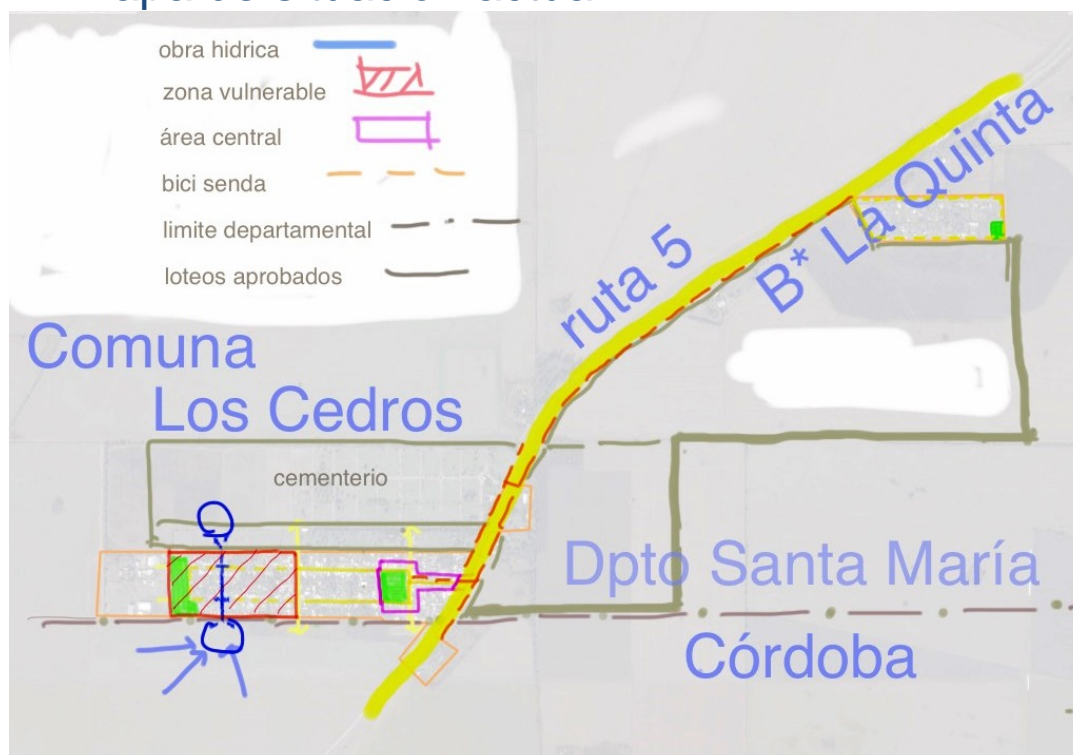 obra hidrica
zona vulnerable
área central
bici senda
limite departamental
loteos aprobados
ruta 5
B* La Quinta
Comuna
Los Cedros
cementerio
Dpto Santa María
Córdoba